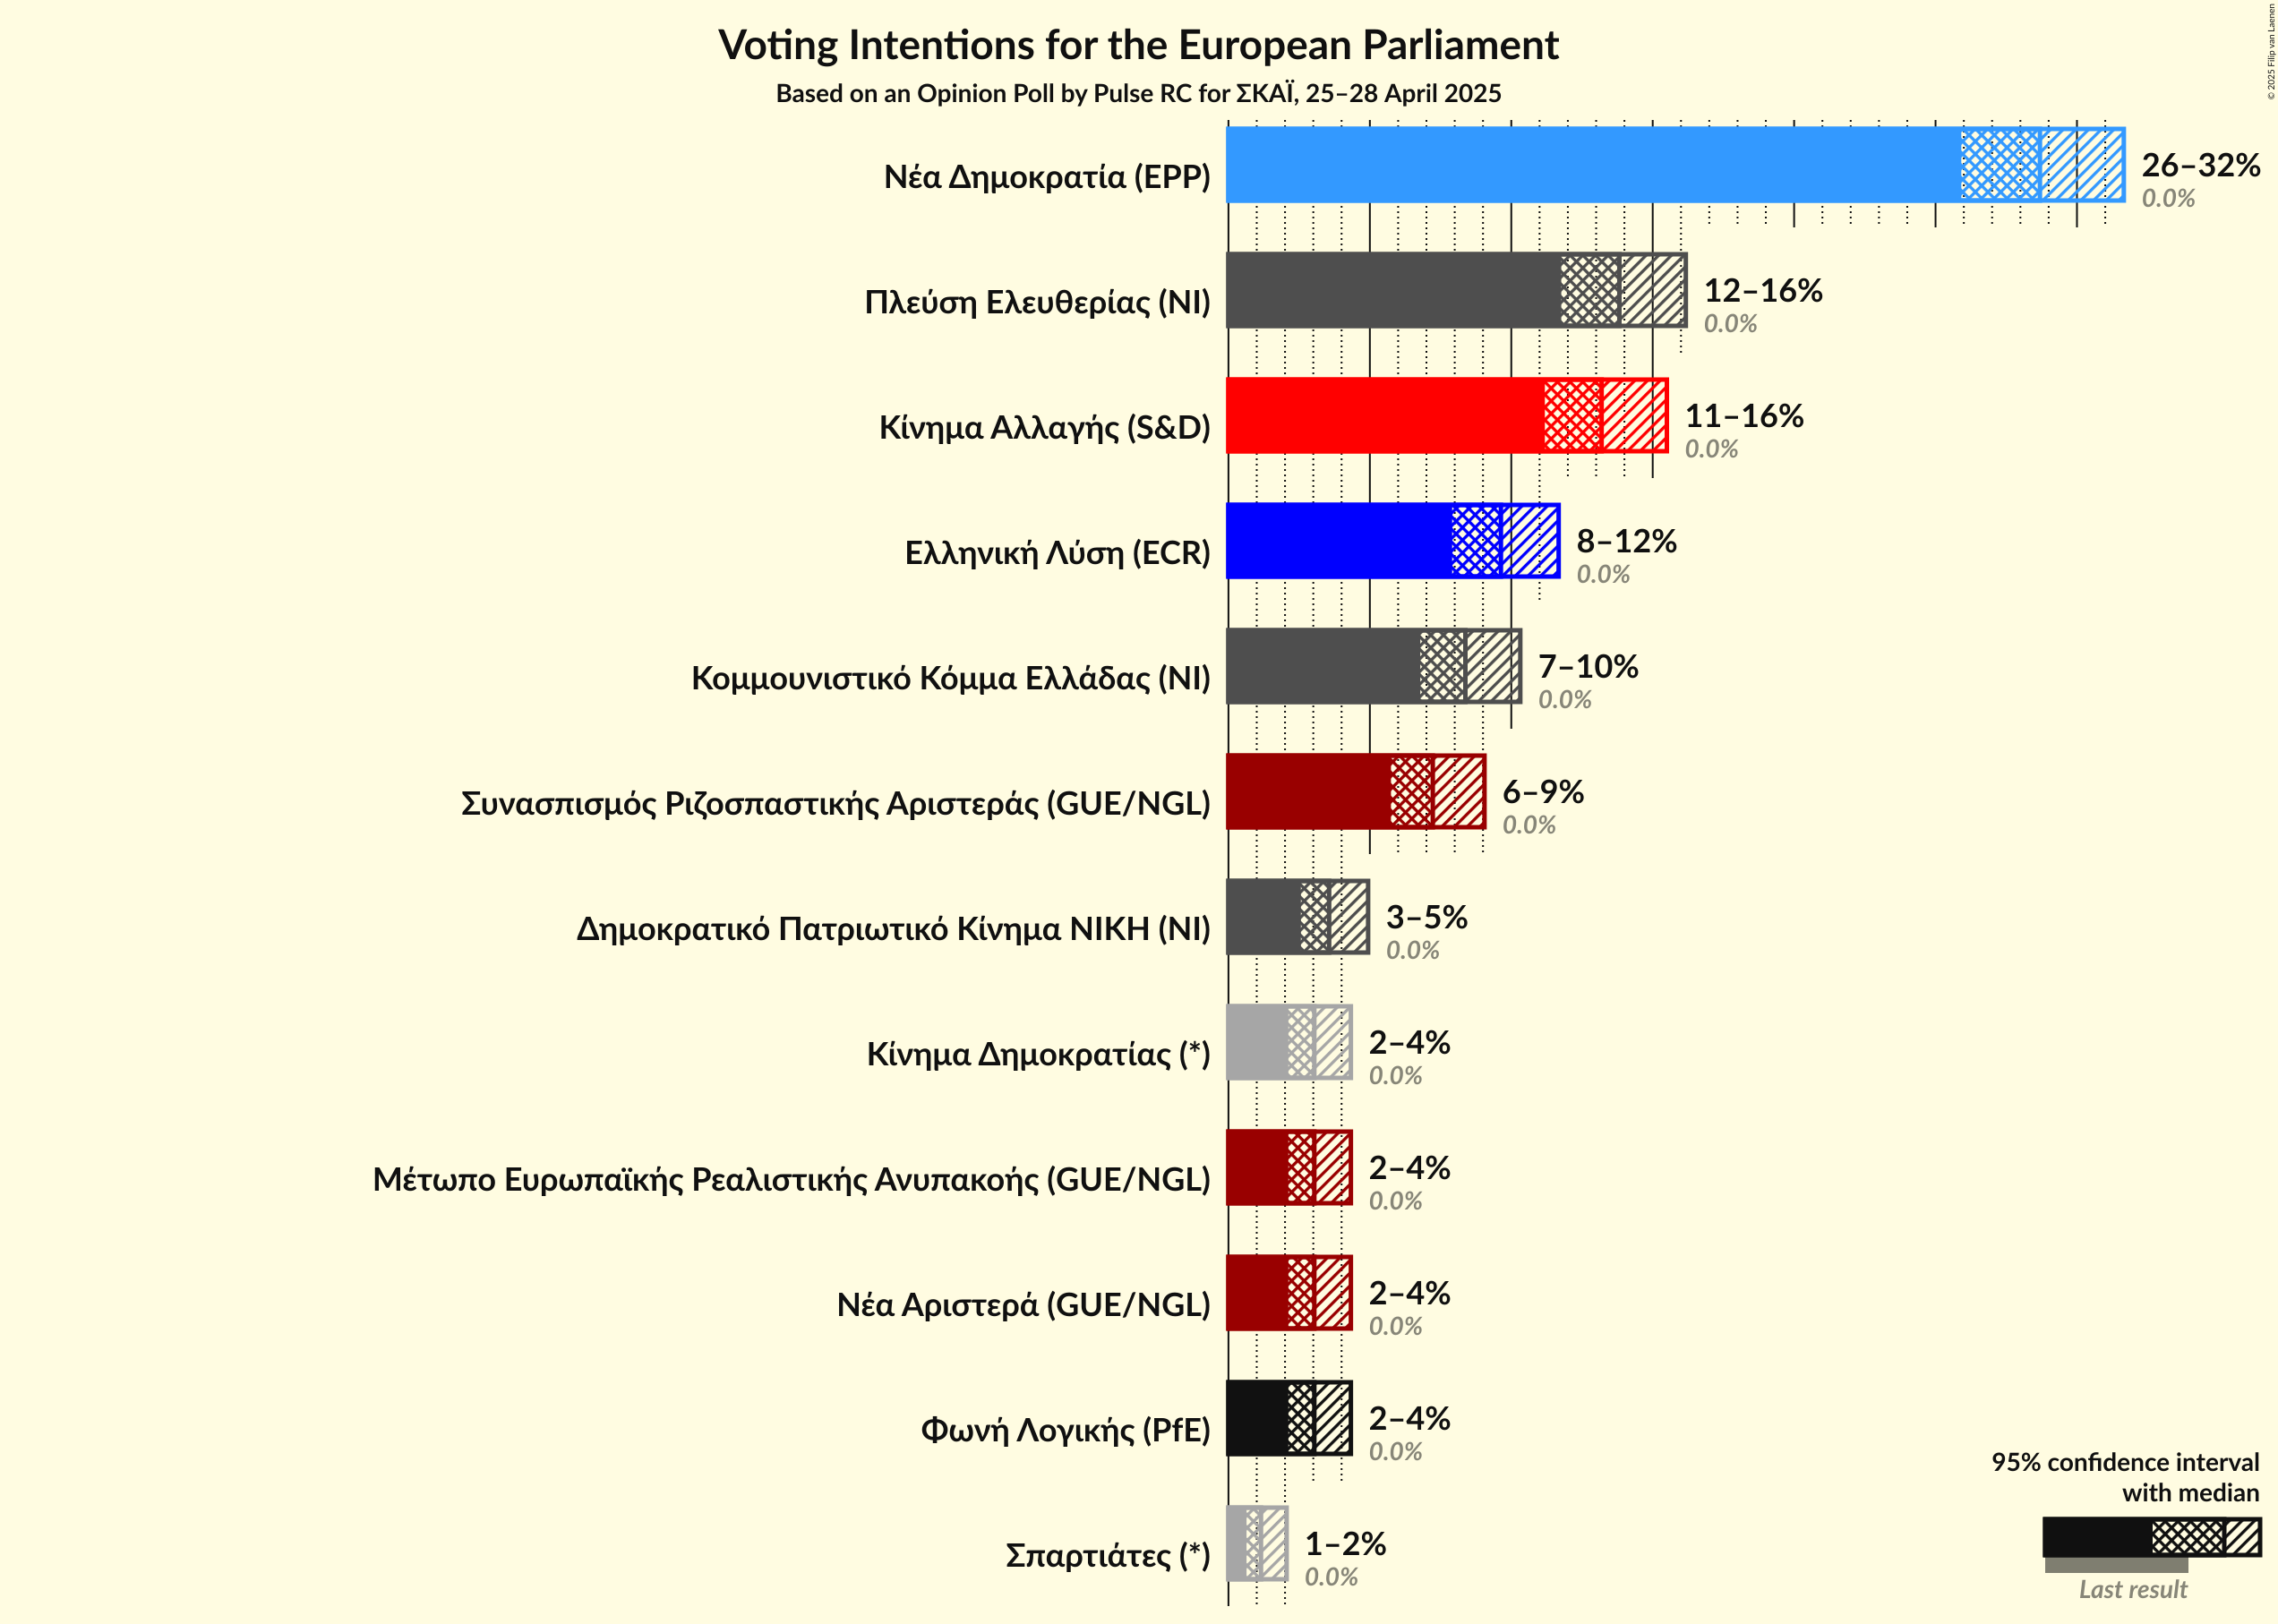 Voting Intentions for the European Parliament
Based on an Opinion Poll by Pulse RC for ΣΚΑΪ, 25–28 April 2025
© 2025 Filip van Laenen
Νέα Δημοκρατία (EPP)
26–32%
0.0%
Πλεύση Ελευθερίας (NI)
12–16%
0.0%
Κίνημα Αλλαγής (S&D)
11–16%
0.0%
Ελληνική Λύση (ECR)
8–12%
0.0%
Κομμουνιστικό Κόμμα Ελλάδας (NI)
7–10%
0.0%
Συνασπισμός Ριζοσπαστικής Αριστεράς (GUE/NGL)
6–9%
0.0%
Δημοκρατικό Πατριωτικό Κίνημα ΝΙΚΗ (NI)
3–5%
0.0%
Κίνημα Δημοκρατίας (*)
2–4%
0.0%
Μέτωπο Ευρωπαϊκής Ρεαλιστικής Ανυπακοής (GUE/NGL)
2–4%
0.0%
Νέα Αριστερά (GUE/NGL)
2–4%
0.0%
Φωνή Λογικής (PfE)
2–4%
0.0%
Σπαρτιάτες (*)
1–2%
0.0%
95% confidence interval
with median
Last result